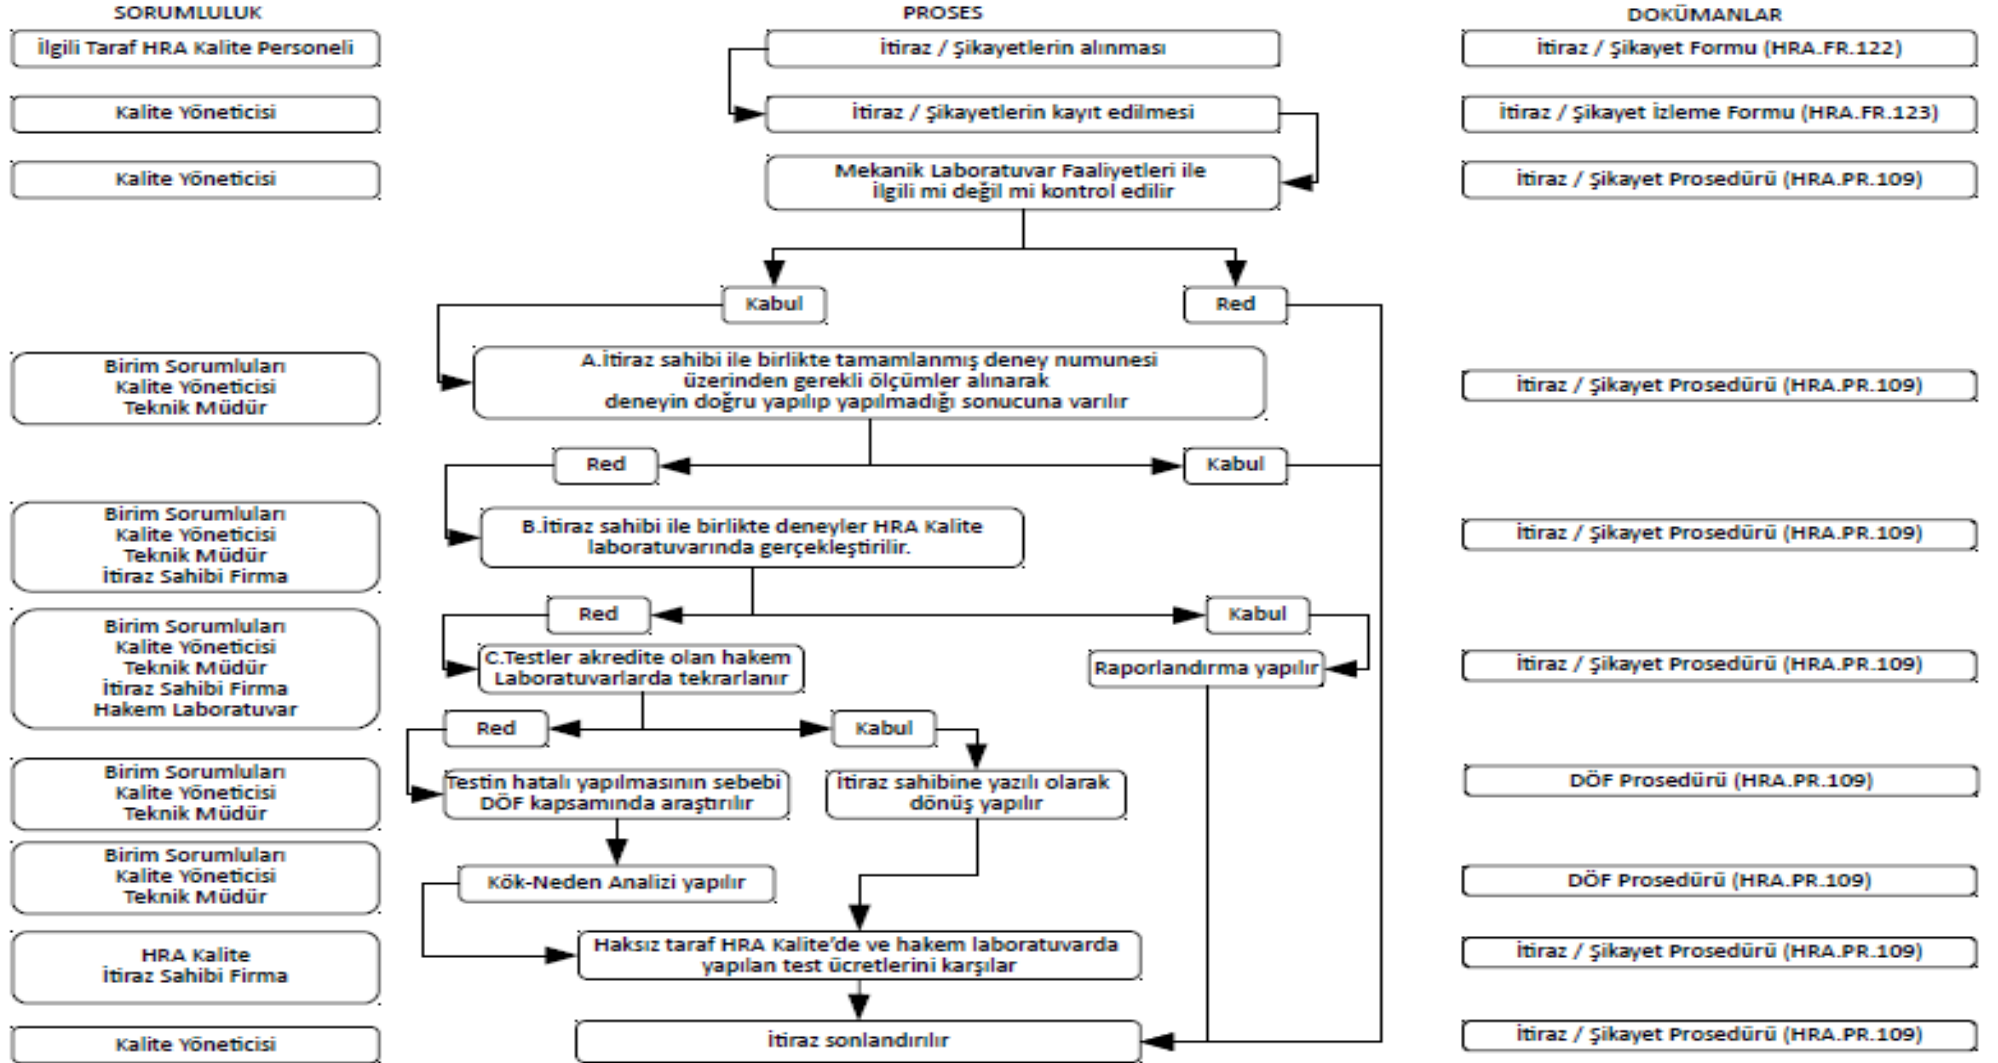 SORUMLULUK
PROSES
DOKÜMANLAR
İlgili Taraf HRA Kalite Personeli
İtiraz / Şikayetlerin alınması
İtiraz / Şikayet Formu (HRA.FR.122)
Kalite Yöneticisi
İtiraz / Şikayetlerin kayıt edilmesi
İtiraz / Şikayet İzleme Formu (HRA.FR.123)
Kalite Yöneticisi
Mekanik Laboratuvar Faaliyetleri ile
İlgili mi değil mi kontrol edilir
İtiraz / Şikayet Prosedürü (HRA.PR.109)
Kabul
Red
Birim Sorumluları
Kalite Yöneticisi
Teknik Müdür
A.İtiraz sahibi ile birlikte tamamlanmış deney numunesi
üzerinden gerekli ölçümler alınarak
deneyin doğru yapılıp yapılmadığı sonucuna varılır
İtiraz / Şikayet Prosedürü (HRA.PR.109)
Red
Kabul
Birim Sorumluları
Kalite Yöneticisi
Teknik Müdür
İtiraz Sahibi Firma
B.İtiraz sahibi ile birlikte deneyler HRA Kalite
laboratuvarında gerçekleştirilir.
İtiraz / Şikayet Prosedürü (HRA.PR.109)
Red
Kabul
Birim Sorumluları
Kalite Yöneticisi
Teknik Müdür
İtiraz Sahibi Firma
Hakem Laboratuvar
C.Testler akredite olan hakem
Laboratuvarlarda tekrarlanır
Raporlandırma yapılır
İtiraz / Şikayet Prosedürü (HRA.PR.109)
Red
Kabul
Birim Sorumluları
Kalite Yöneticisi
Teknik Müdür
Testin hatalı yapılmasının sebebi
DÖF kapsamında araştırılır
İtiraz sahibine yazılı olarak
dönüş yapılır
DÖF Prosedürü (HRA.PR.109)
Birim Sorumluları
Kalite Yöneticisi
Teknik Müdür
Kök-Neden Analizi yapılır
DÖF Prosedürü (HRA.PR.109)
HRA Kalite
İtiraz Sahibi Firma
Haksız taraf HRA Kalite'de ve hakem laboratuvarda
yapılan test ücretlerini karşılar
İtiraz / Şikayet Prosedürü (HRA.PR.109)
Kalite Yöneticisi
İtiraz sonlandırılır
İtiraz / Şikayet Prosedürü (HRA.PR.109)